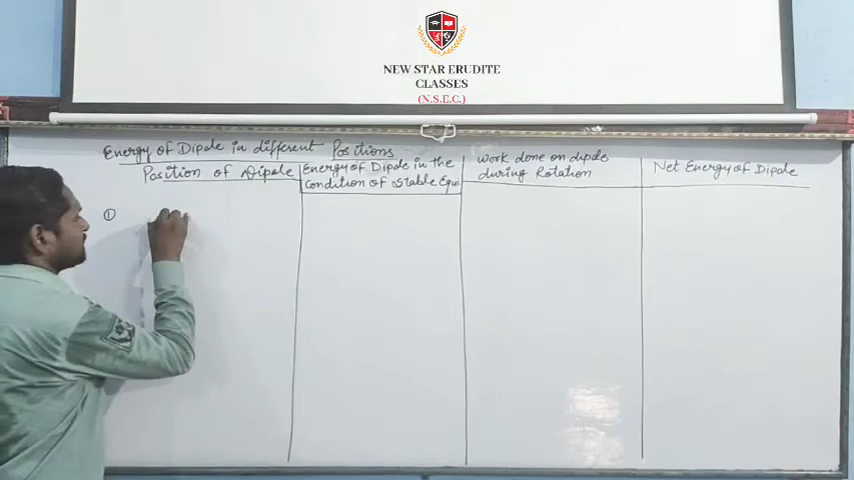 NEW STAR ERUDITE
CLASSES
(N.S.E.C.)
Energy of Dipole in different Positions
Position of Dipole
Energy of Dipole in the
Condition of Stable Equi
work done on dipole
during Rotation
Net Energy of Dipole
①